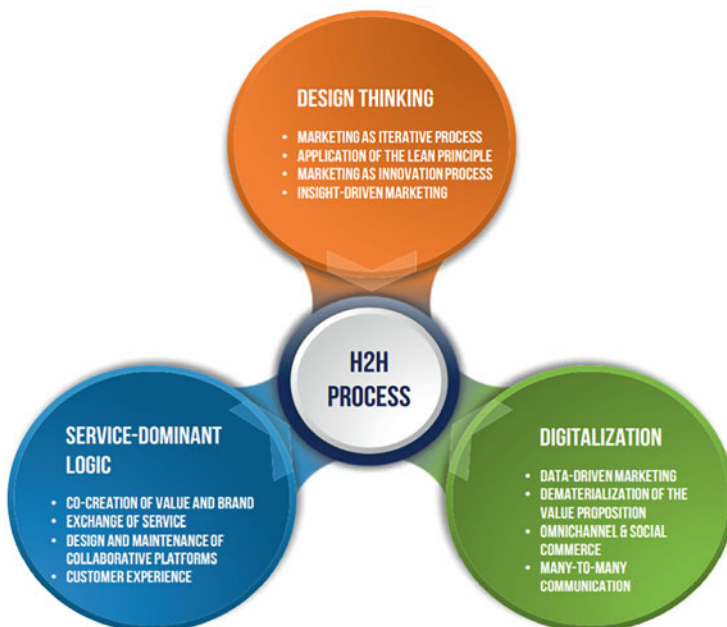 DESIGN THINKING
• MARKETING AS ITERATIVE PROCESS
• APPLICATION OF THE LEAN PRINCIPLE
• MARKETING AS INNOVATION PROCESS
• INSIGHT-DRIVEN MARKETING
H2H
PROCESS
SERVICE-DOMINANT
LOGIC
• CO-CREATION OF VALUE AND BRAND
• EXCHANGE OF SERVICE
• DESIGN AND MAINTENANCE OF
COLLABORATIVE PLATFORMS
• CUSTOMER EXPERIENCE
DIGITALIZATION
• DATA-DRIVEN MARKETING
• DEMATERIALIZATION OF THE
VALUE PROPOSITION
• OMNICHANNEL & SOCIAL
COMMERCE
• MANY-TO-MANY
COMMUNICATION